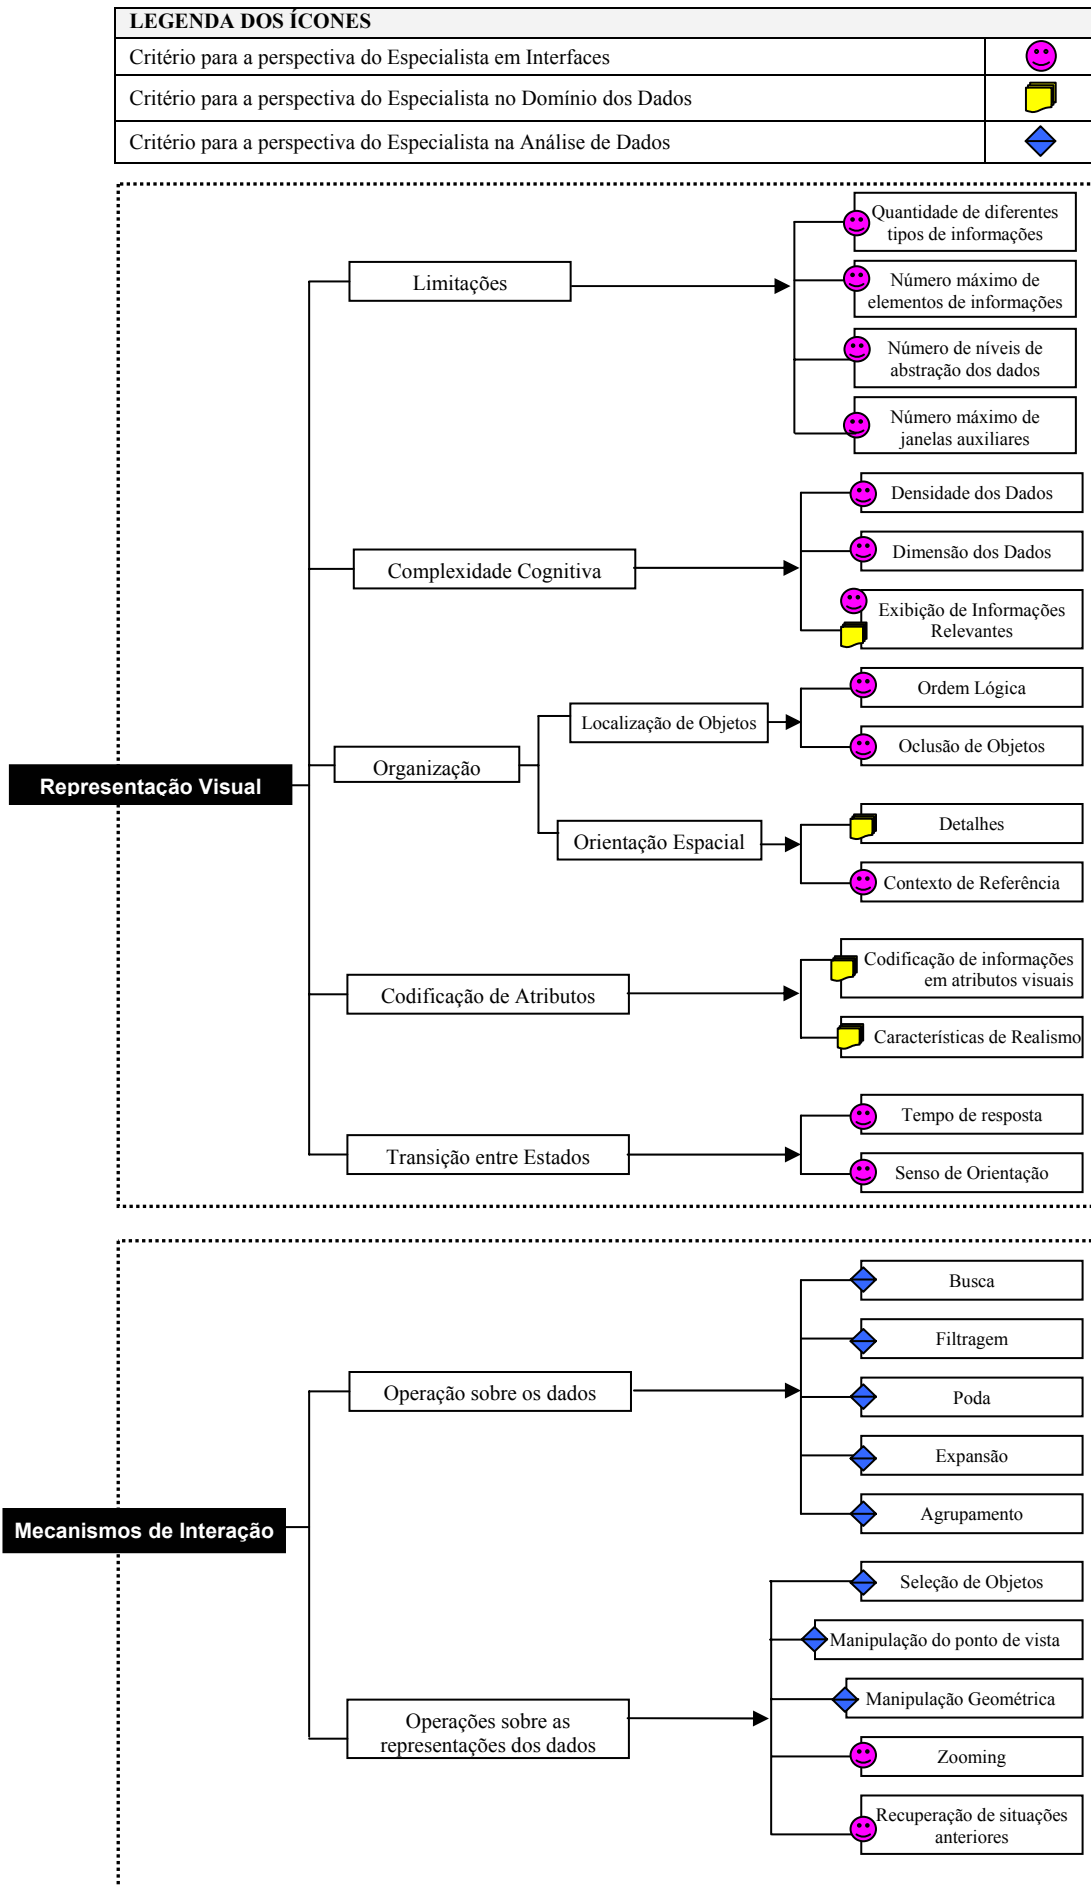 LEGENDA DOS ÍCONES
Critério para a perspectiva do Especialista em Interfaces
Critério para a perspectiva do Especialista no Domínio dos Dados
Critério para a perspectiva do Especialista na Análise de Dados
Representação Visual
Limitações
Quantidade de diferentes
tipos de informações
Número máximo de
elementos de informações
Número de níveis de
abstração dos dados
Número máximo de
janelas auxiliares
Complexidade Cognitiva
Densidade dos Dados
Dimensão dos Dados
Exibição de Informações
Relevantes
Organização
Localização de Objetos
Ordem Lógica
Oclusão de Objetos
Orientação Espacial
Detalhes
Contexto de Referência
Codificação de Atributos
Codificação de informações
em atributos visuais
Características de Realismo
Transição entre Estados
Tempo de resposta
Senso de Orientação
Mecanismos de Interação
Operação sobre os dados
Busca
Filtragem
Poda
Expansão
Agrupamento
Operações sobre as
representações dos dados
Seleção de Objetos
Manipulação do ponto de vista
Manipulação Geométrica
Zooming
Recuperação de situações
anteriores